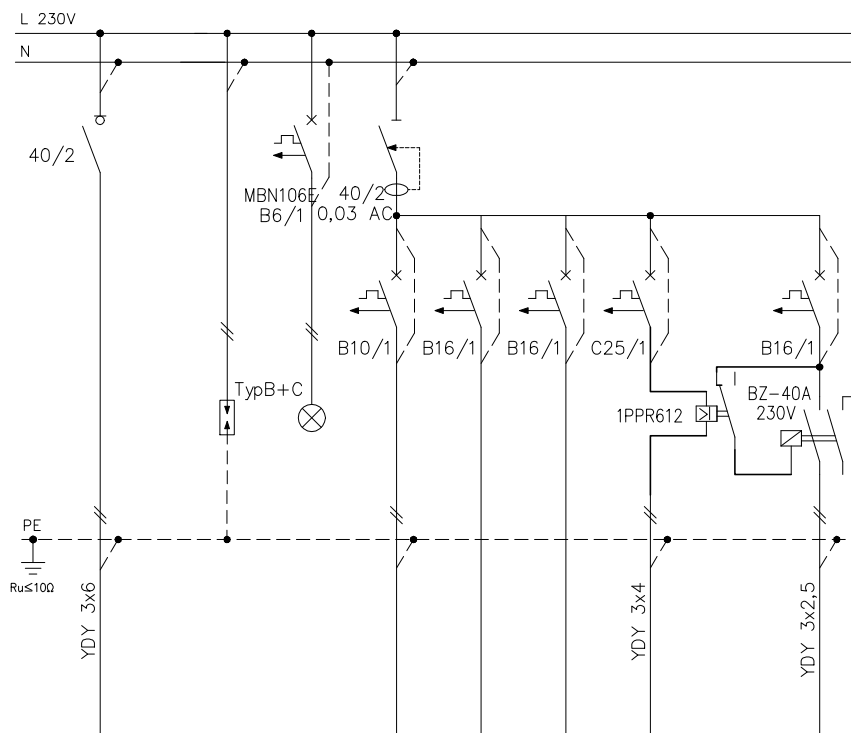 L 230V
N
40/2
MBN106E
B6/1
40/2
0,03 AC
B10/1
B16/1
B16/1
C25/1
B16/1
TypB+C
1PPR612
BZ-40A
230V
PE
Ru≤10Ω
YDY 3x6
YDY 3x4
YDY 3x2,5